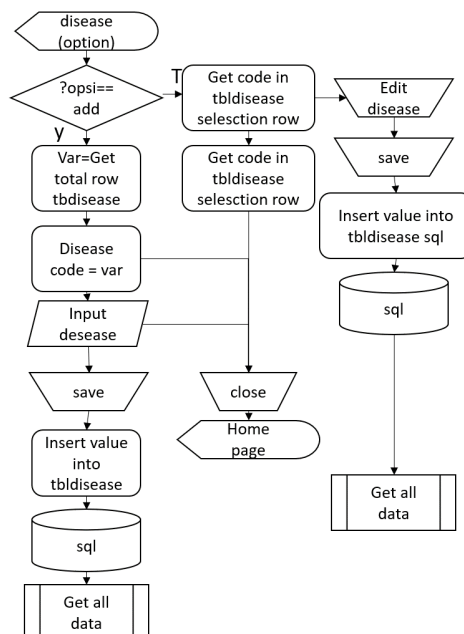 disease
(option)
?opsi==
add
T
y
Get code in
tbldisease
selesction row
Edit
disease
Var=Get
total row
tbdisease
Get code in
tbldisease
selesction row
save
Insert value into
tbldisease sql
Disease
code = var
sql
Input
desease
save
close
Home
page
Insert value
into
tbldisease
Get all
data
sql
Get all
data